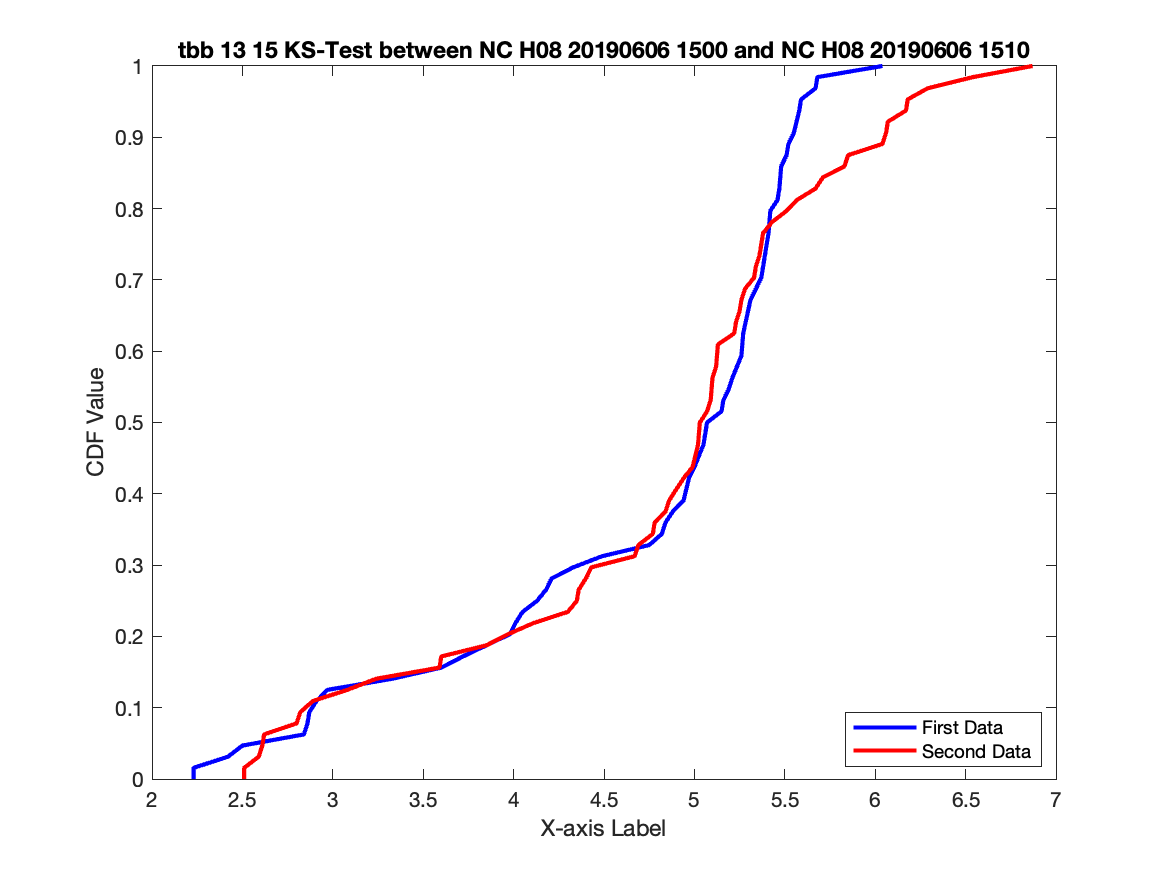 tbb 13 15 KS-Test between NC H08 20190606 1500 and NC H08 20190606 1510
1
0.9
0.8
0.7
0.6
0.5
0.4
0.3
0.2
0.1
0
CDF Value
2 2.5 3 3.5 4 4.5 5 5.5 6 6.5 7
X-axis Label
First Data
Second Data